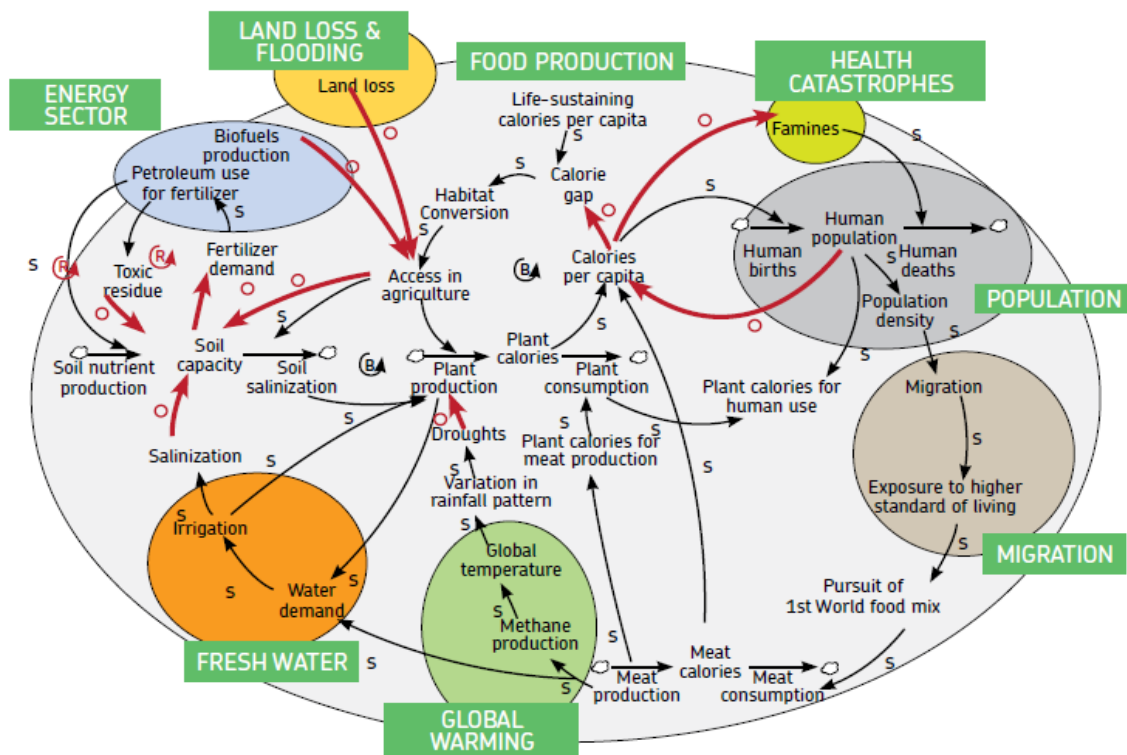 LAND LOSS &
FLOODING
Land loss
ENERGY
SECTOR
Biofuels
production
Petroleum use
for fertilizer
FOOD PRODUCTION
Life-sustaining
calories per capita
HEALTH
CATASTROPHES
Famines
O
O
O
O
S
S
S
S
S
S
S
Calorie
gap
O
Habitat
Conversion
Fertilizer
demand
Toxic
residue
R
R
O
O
O
Access in
agriculture
B
Calories
per capita
Human
births
Human
population
Human
deaths
S
Population
density
POPULATION
O
S
S
S
S
Soil nutrient
production
Soil
capacity
Soil
salinization
B
Plant
production
Plant
calories
Plant
consumption
Plant calories for
human use
Migration
O
O
S
S
S
S
S
Salinization
Droughts
Plant calories for
meat production
Variation in
rainfall pattern
S
S
S
Irrigation
Exposure to higher
standard of living
S
MIGRATION
Global
temperature
S
S
S
Water
demand
Methane
production
Pursuit of
1st World food mix
FRESH WATER
S
S
S
S
Meat
production
Meat
calories
Meat
consumption
GLOBAL
WARMING